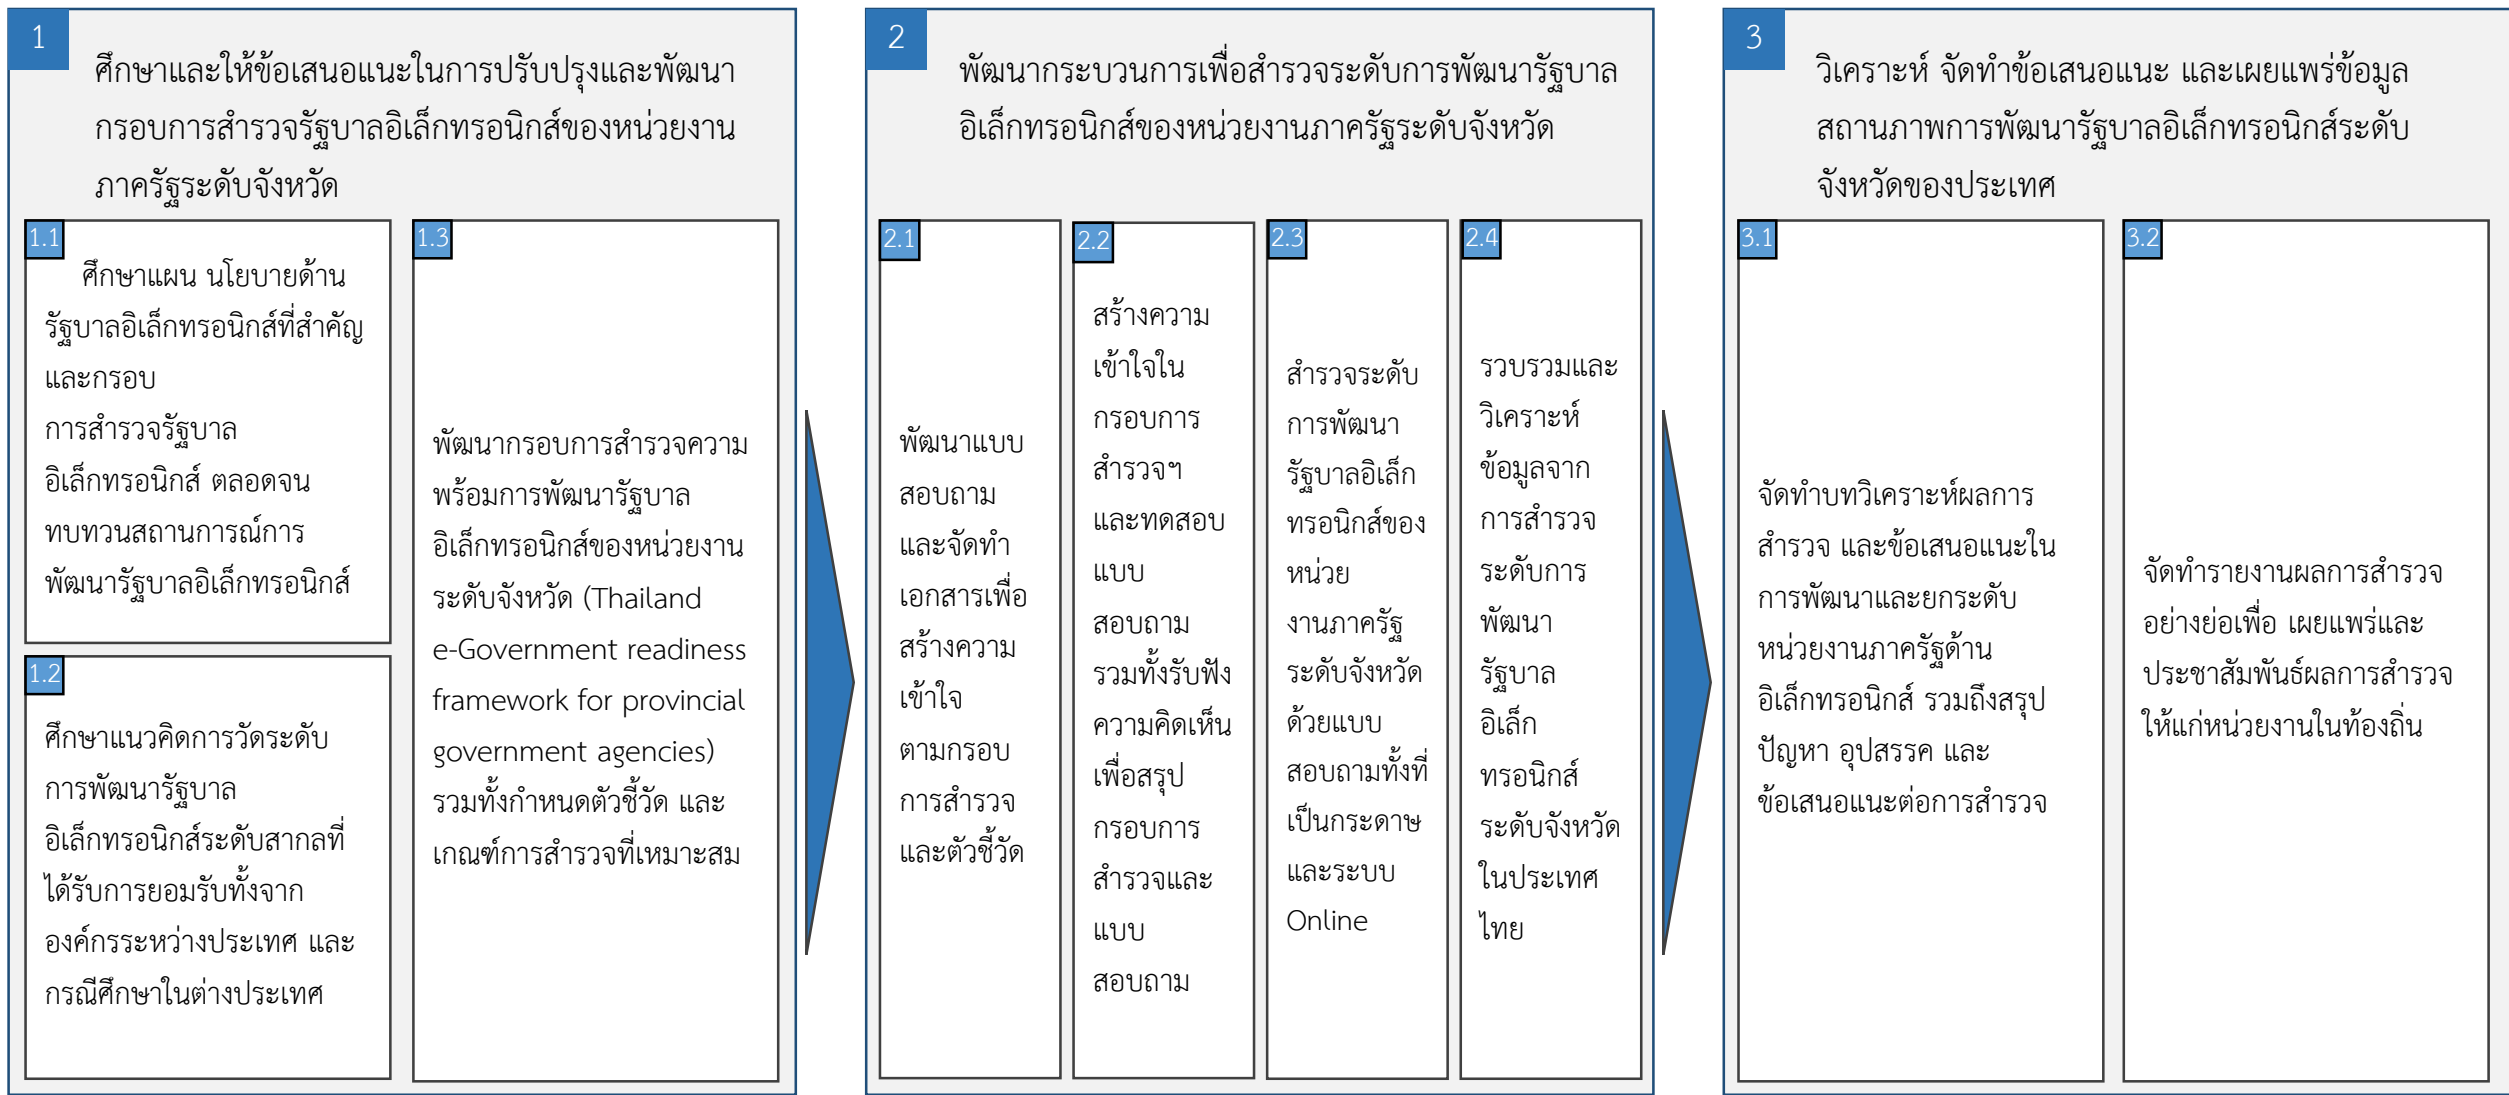 1
ศึกษาและให้ข้อเสนอแนะในการปรับปรุงและพัฒนา
กรอบการสำรวจรัฐบาลอิเล็กทรอนิกส์ของหน่วยงาน
ภาครัฐระดับจังหวัด
1.1
ศึกษาแผน นโยบายด้าน
รัฐบาลอิเล็กทรอนิกส์ที่สำคัญ
และกรอบ
การสำรวจรัฐบาล
อิเล็กทรอนิกส์ ตลอดจน
ทบทวนสถานการณ์การ
พัฒนารัฐบาลอิเล็กทรอนิกส์
1.2
ศึกษาแนวคิดการวัดระดับ
การพัฒนารัฐบาล
อิเล็กทรอนิกส์ระดับสากลที่
ได้รับการยอมรับทั้งจาก
องค์กรระหว่างประเทศ และ
กรณีศึกษาในต่างประเทศ
1.3
พัฒนากรอบการสำรวจความ
พร้อมการพัฒนารัฐบาล
อิเล็กทรอนิกส์ของหน่วยงาน
ระดับจังหวัด (Thailand
e-Government readiness
framework for provincial
government agencies)
รวมทั้งกำหนดตัวชี้วัด และ
เกณฑ์การสำรวจที่เหมาะสม
2
พัฒนากระบวนการเพื่อสำรวจระดับการพัฒนารัฐบาล
อิเล็กทรอนิกส์ของหน่วยงานภาครัฐระดับจังหวัด
2.1
พัฒนาแบบ
สอบถาม
และจัดทำ
เอกสารเพื่อ
สร้างความ
เข้าใจ
ตามกรอบ
การสำรวจ
และตัวชี้วัด
2.2
สร้างความ
เข้าใจใน
กรอบการ
สำรวจฯ
และทดสอบ
แบบ
สอบถาม
รวมทั้งรับฟัง
ความคิดเห็น
เพื่อสรุป
กรอบการ
สำรวจและ
แบบ
สอบถาม
2.3
สำรวจระดับ
การพัฒนา
รัฐบาลอิเล็ก
ทรอนิกส์ของ
หน่วย
งานภาครัฐ
ระดับจังหวัด
ด้วยแบบ
สอบถามทั้งที่
เป็นกระดาษ
และระบบ
Online
2.4
รวบรวมและ
วิเคราะห์
ข้อมูลจาก
การสำรวจ
ระดับการ
พัฒนา
รัฐบาล
อิเล็ก
ทรอนิกส์
ระดับจังหวัด
ในประเทศ
ไทย
3
วิเคราะห์ จัดทำข้อเสนอแนะ และเผยแพร่ข้อมูล
สถานภาพการพัฒนารัฐบาลอิเล็กทรอนิกส์ระดับ
จังหวัดของประเทศ
3.1
จัดทำบทวิเคราะห์ผลการ
สำรวจ และข้อเสนอแนะใน
การพัฒนาและยกระดับ
หน่วยงานภาครัฐด้าน
อิเล็กทรอนิกส์ รวมถึงสรุป
ปัญหา อุปสรรค และ
ข้อเสนอแนะต่อการสำรวจ
3.2
จัดทำรายงานผลการสำรวจ
อย่างย่อเพื่อ เผยแพร่และ
ประชาสัมพันธ์ผลการสำรวจ
ให้แก่หน่วยงานในท้องถิ่น